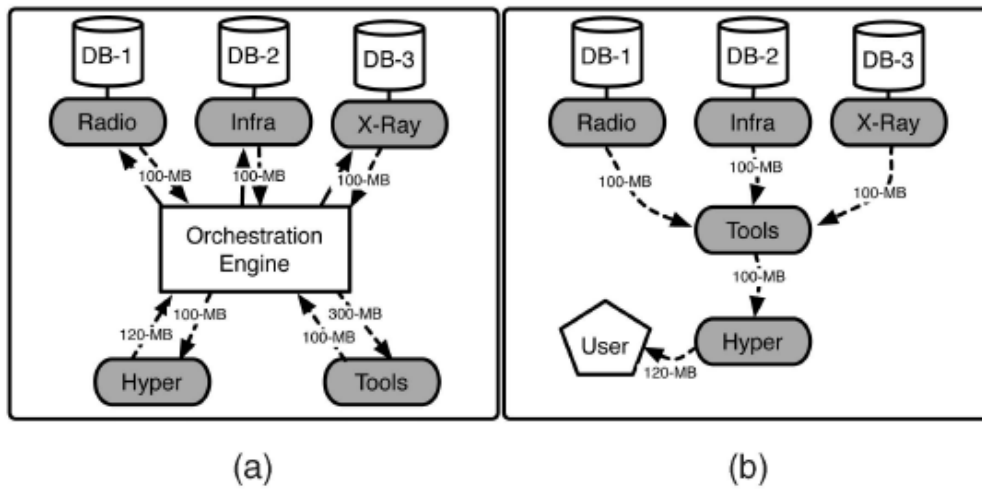 DB-1
DB-2
DB-3
Radio
Infra
X-Ray
100-MB
100-MB
100-MB
Orchestration
Engine
120-MB
100-MB
300-MB
100-MB
Hyper
Tools
(a)
DB-1
DB-2
DB-3
Radio
Infra
X-Ray
100-MB
100-MB
100-MB
Tools
100-MB
User
Hyper
120-MB
(b)